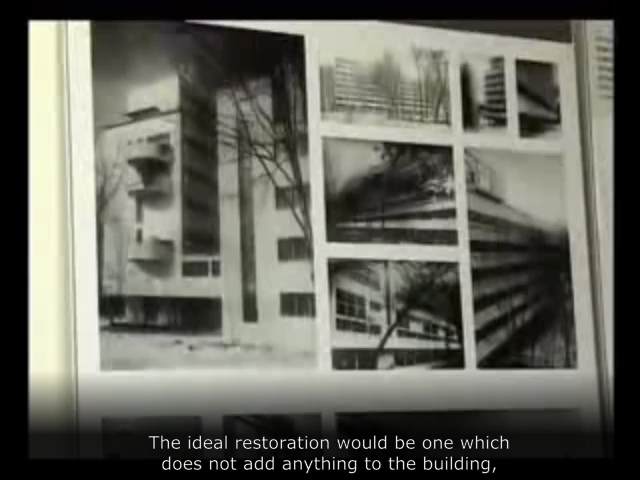 The ideal restoration would be one which
does not add anything to the building,